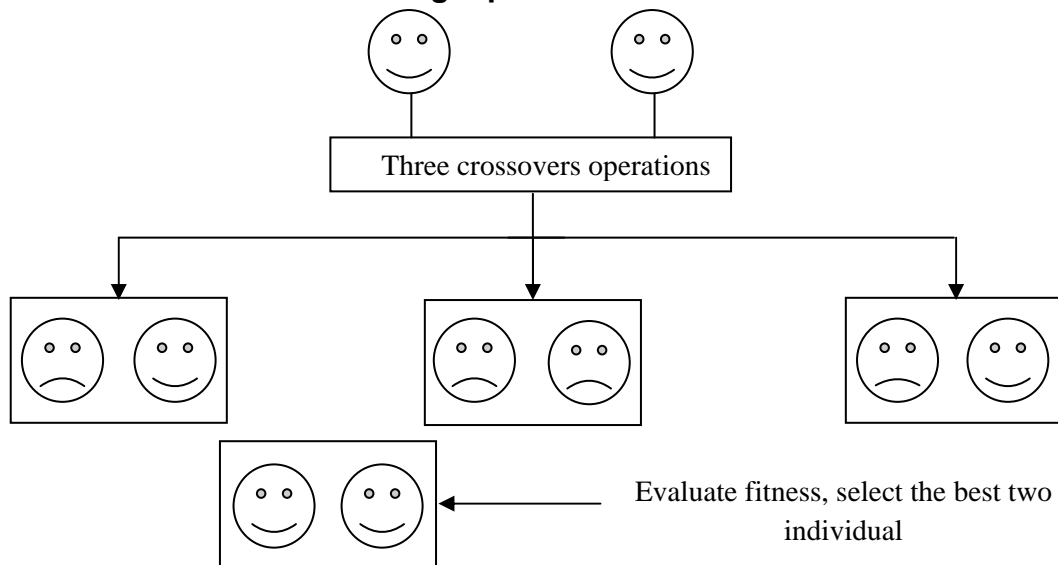 Three crossovers operations
Evaluate fitness, select the best two
individual